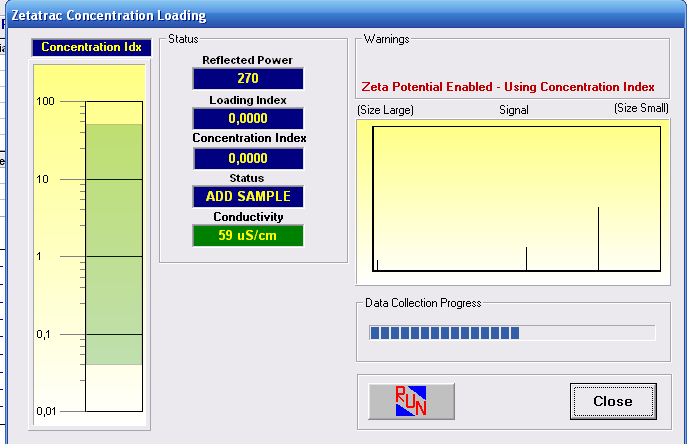 Zetatrac Concentration Loading
Concentration Idx
100
10
1
0,1
0,01
Status
Reflected Power
270
Loading Index
0,0000
Concentration Index
0,0000
Status
ADD SAMPLE
Conductivity
59 uS/cm
Warnings
Zeta Potential Enabled - Using Concentration Index
(Size Large) Signal (Size Small)
Data Collection Progress
RUN
Close